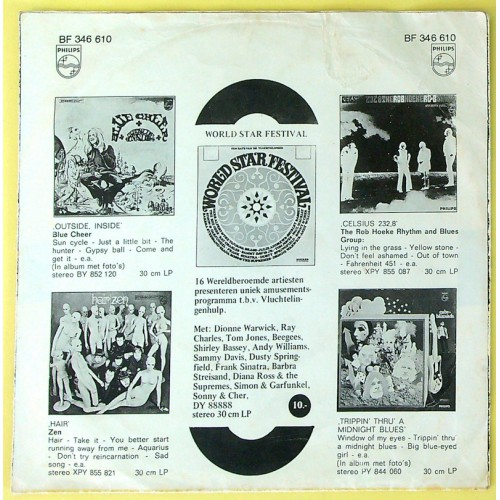 BF 346 610
BF 346 610
PHILIPS
PHILIPS
WORLD STAR FESTIVAL
WORLD STAR FESTIVAL
‚OUTSIDE, INSIDE'
Blue Cheer
Sun cycle - Just a little bit - The
hunter - Gypsy ball - Come and
get it - e.a.
(In album met foto's)
stereo BY 852 120 30 cm LP
‚CELSIUS 232,8'
The Rob Hoeke Rhythm and Blues
Group:
Lying in the grass - Yellow stone -
Don't feel ashamed - Out of town
- Fahrenheit 451 - e.a.
stereo XPY 855 087 30 cm LP
16 Wereldberoemde artiesten
presenteren uniek amusements-
programma t.b.v. Vluchtelin-
genhulp.
Met: Dionne Warwick, Ray
Charles, Tom Jones, Beegees,
Shirley Bassey, Andy Williams,
Sammy Davis, Dusty Spring-
field, Frank Sinatra, Barbra
Streisand, Diana Ross & the
Supremes, Simon & Garfunkel,
Sonny & Cher,
DY 88888
stereo 30 cm LP
10.-
hair zen
‚HAIR'
Zen
Hair - Take it - You better start
running away from me - Aquarius
- Don't try reincarnation - Sad
song - e.a.
stereo XPY 855 821 30 cm LP
PHILIPS
‚TRIPPIN' THRU' A
MIDNIGHT BLUES'
Window of my eyes - Trippin' thru
a midnight blues - Big blue-eyed
girl - e.a.
(In album met foto's)
stereo PY 844 060 30 cm LP